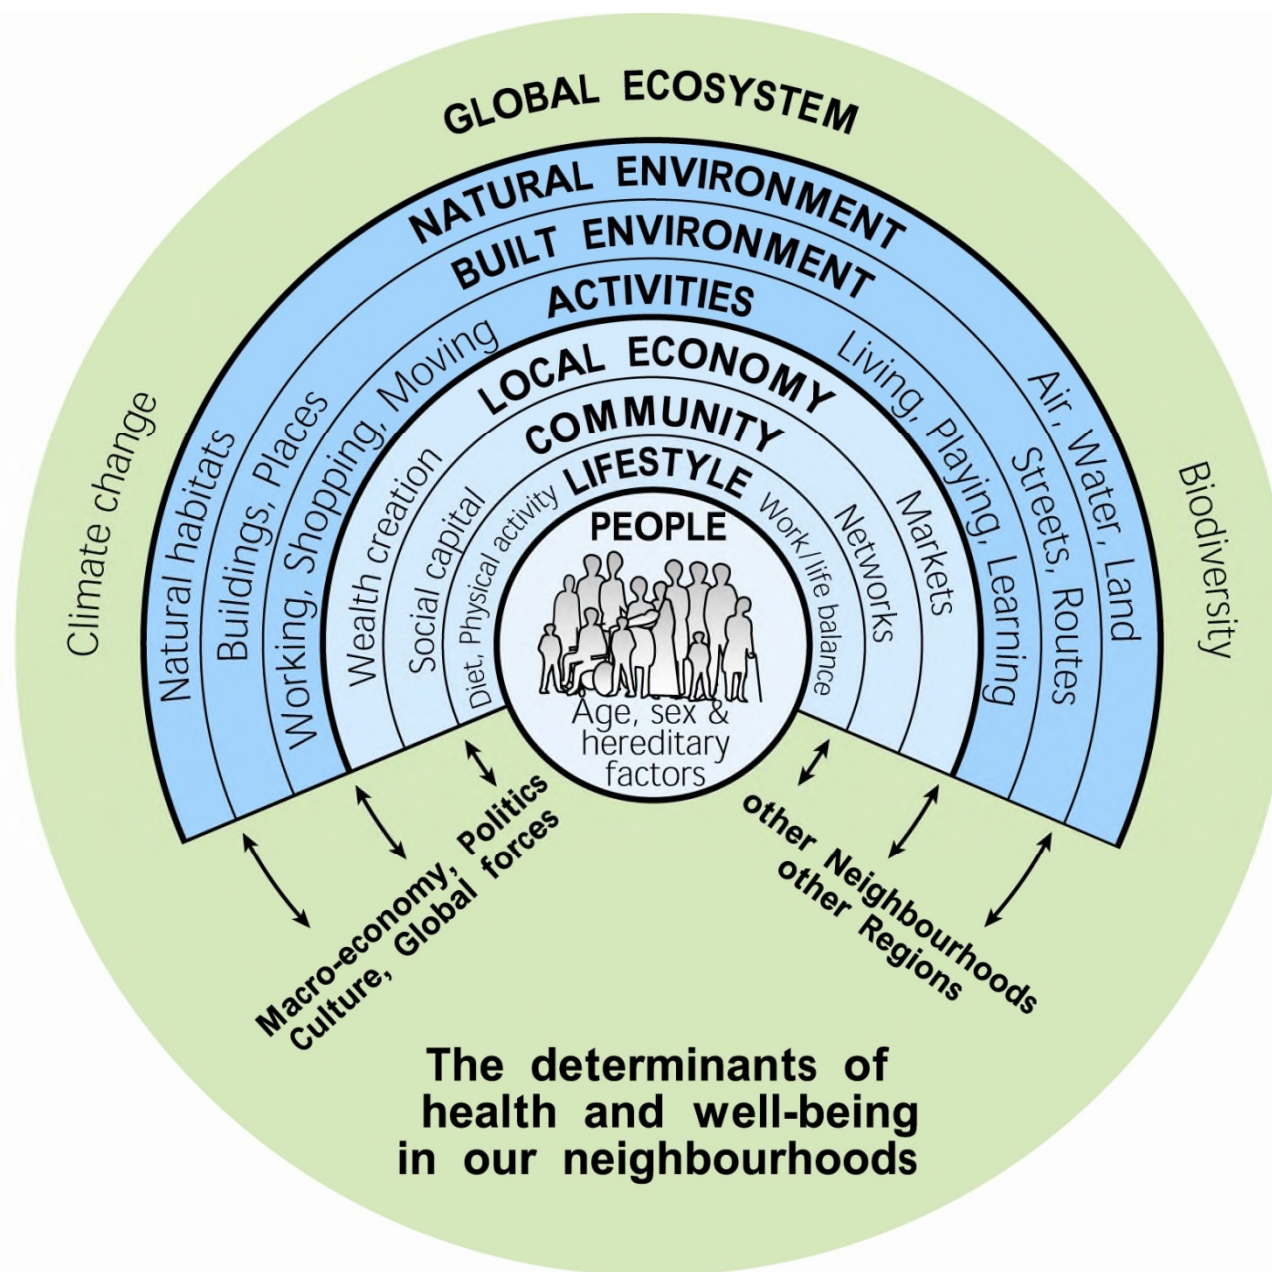 GLOBAL ECOSYSTEM
NATURAL ENVIRONMENT
BUILT ENVIRONMENT
ACTIVITIES
LOCAL ECONOMY
COMMUNITY
LIFESTYLE
PEOPLE
Age, sex &
hereditary
factors
Climate change
Natural habitats
Buildings, Places
Working, Shopping, Moving
Wealth creation
Social capital
Diet, Physical activity
Work/life balance
Networks
Markets
Living, Playing, Learning
Streets, Routes
Air, Water, Land
Biodiversity
Macro-economy, Politics
Culture, Global forces
other Neighbourhoods
other Regions
The determinants of
health and well-being
in our neighbourhoods